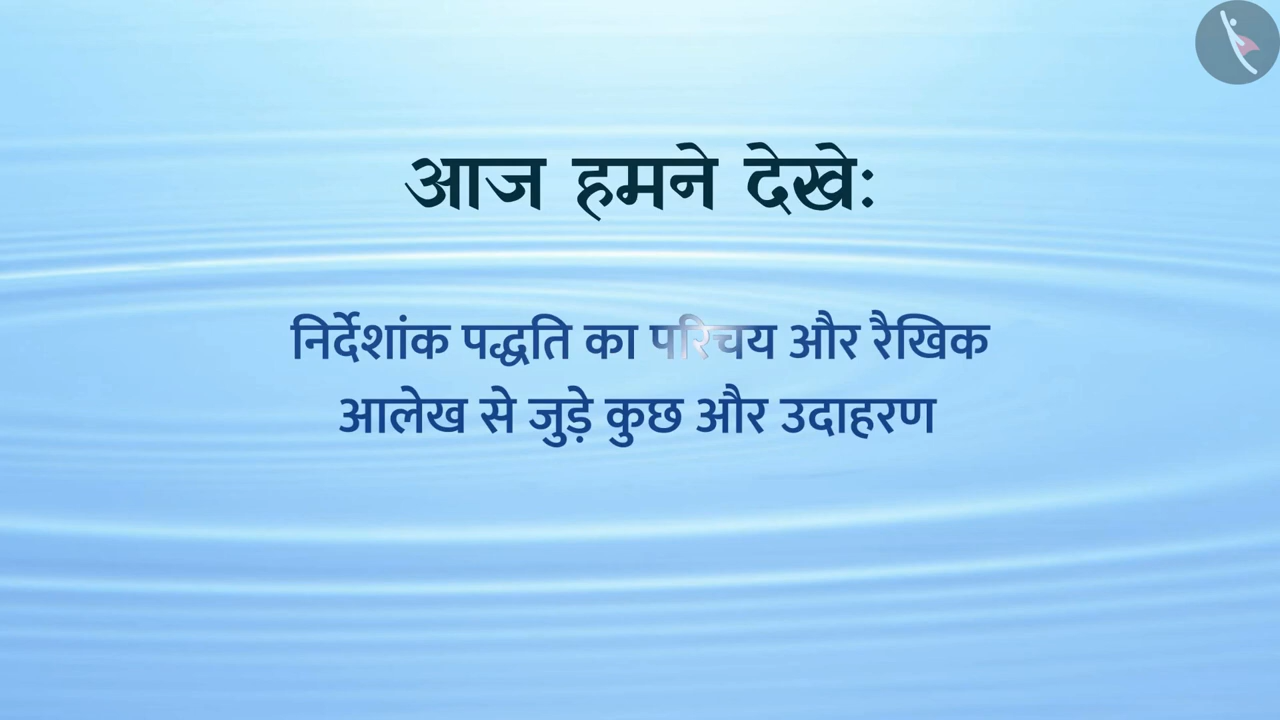 आज हमने देखे:
निर्देशांक पद्धति का परिचय और रैखिक
आलेख से जुड़े कुछ और उदाहरण